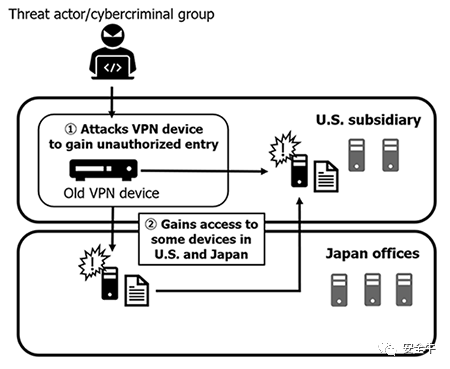 Threat actor/cybercriminal group
① Attacks VPN device
to gain unauthorized entry
Old VPN device
U.S. subsidiary
② Gains access to
some devices in
U.S. and Japan
Japan offices
安全牛